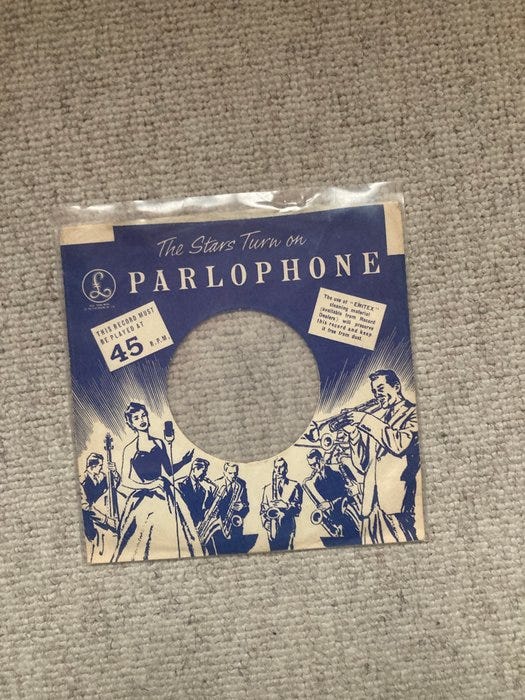 The Stars Turn on
PARLOPHONE
£
THIS RECORD MUST
BE PLAYED AT
45 R.P.M.
The use of "EMITEX"
cleaning material
(available from Record
Dealers) will preserve
this record and keep
it free from dust.